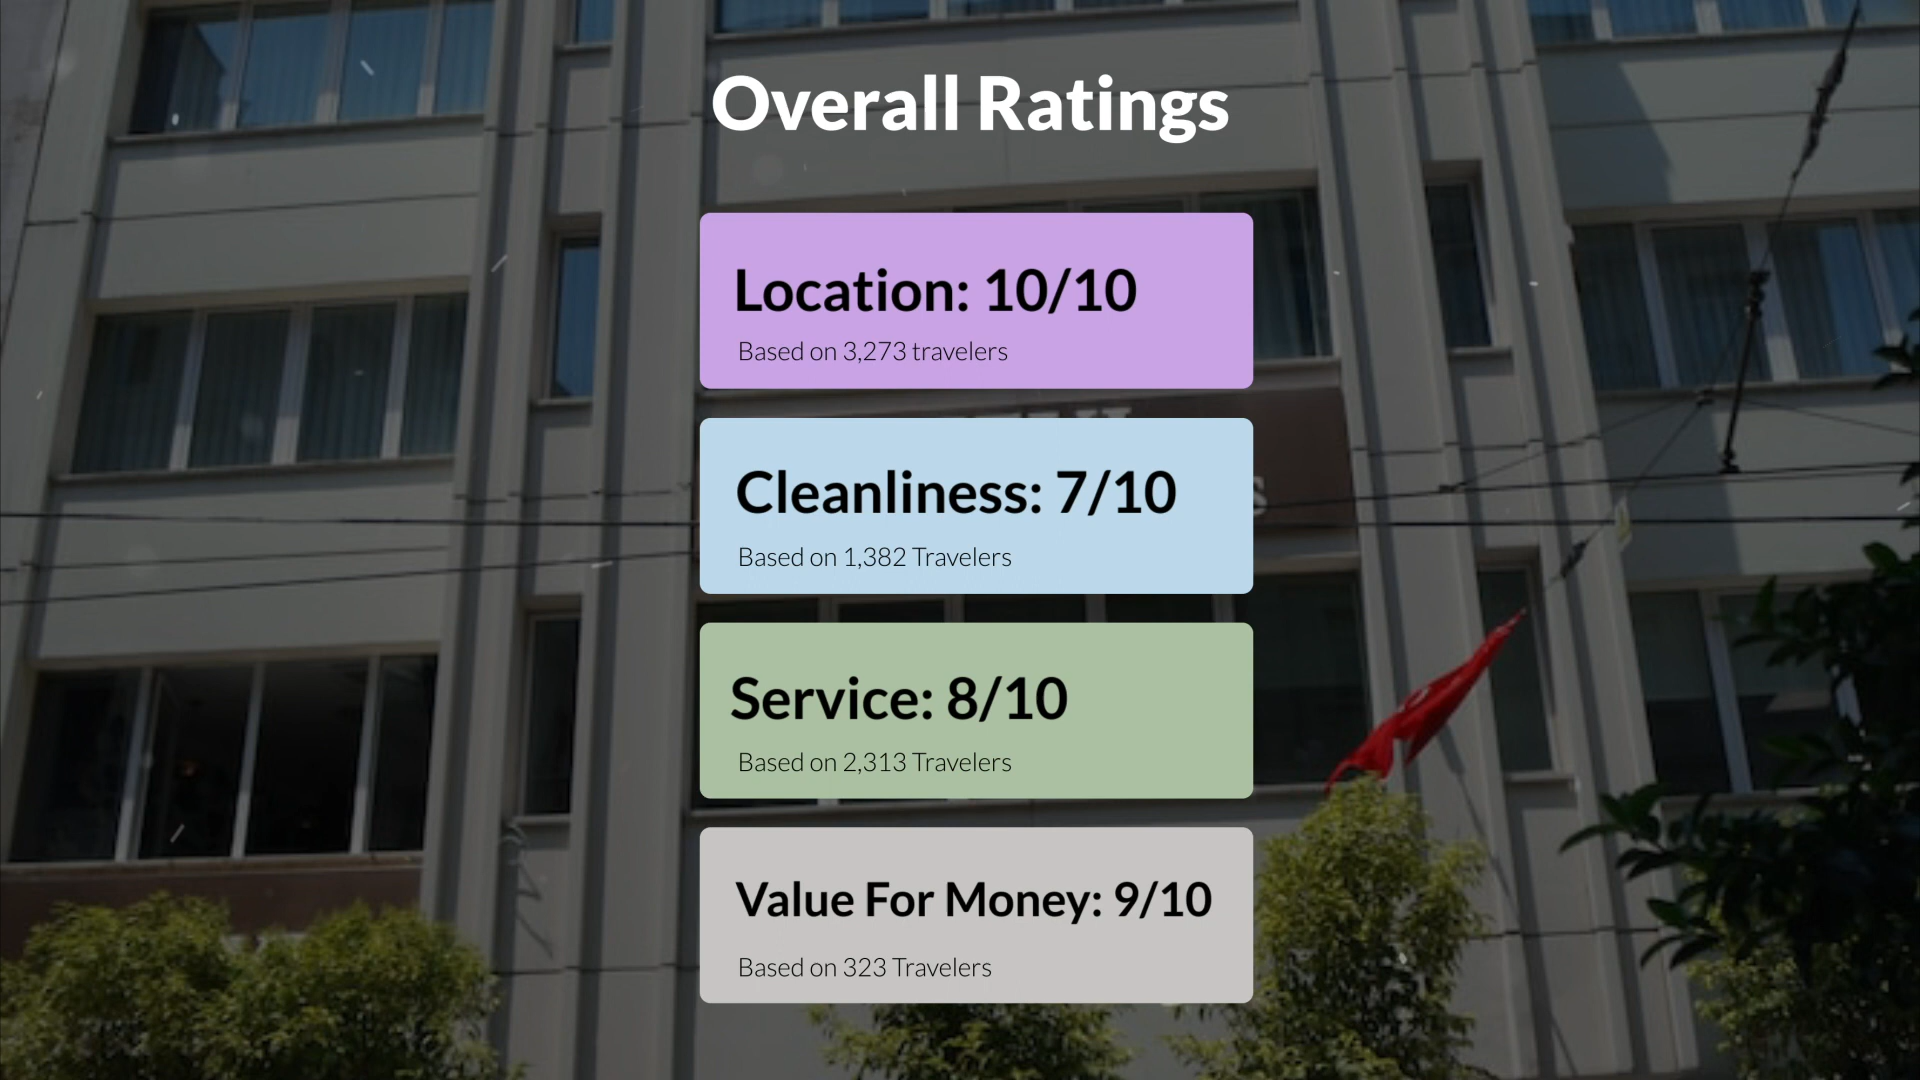 Overall Ratings
Location: 10/10
Based on 3,273 travelers
Cleanliness: 7/10
Based on 1,382 Travelers
Service: 8/10
Based on 2,313 Travelers
Value For Money: 9/10
Based on 323 Travelers